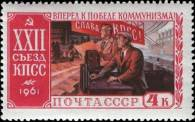 ВПЕРЕД К ПОБЕДЕ КОММУНИЗМА!
XXII
СЪЕЗД
КПСС
1961
СЛАВА КПСС
ПОЧТА СССР
4 К